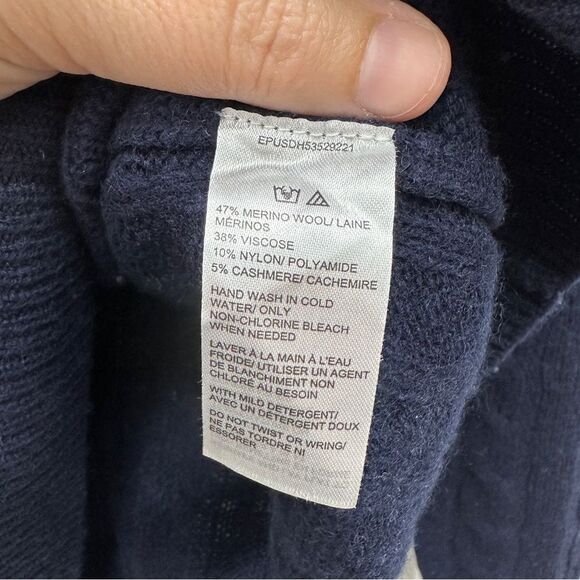 EPUSDH53529221
47% MERINO WOOL/ LAINE
MÉRINOS
38% VISCOSE
10% NYLON/ POLYAMIDE
5% CASHMERE/ CACHEMIRE
HAND WASH IN COLD
WATER/ ONLY
NON-CHLORINE BLEACH
WHEN NEEDED
LAVER À LA MAIN À L'EAU
FROIDE/ UTILISER UN AGENT
DE BLANCHIMENT NON
CHLORÉ AU BESOIN
WITH MILD DETERGENT/
AVEC UN DÉTERGENT DOUX
DO NOT TWIST OR WRING/
NE PAS TORDRE NI
ESSORER